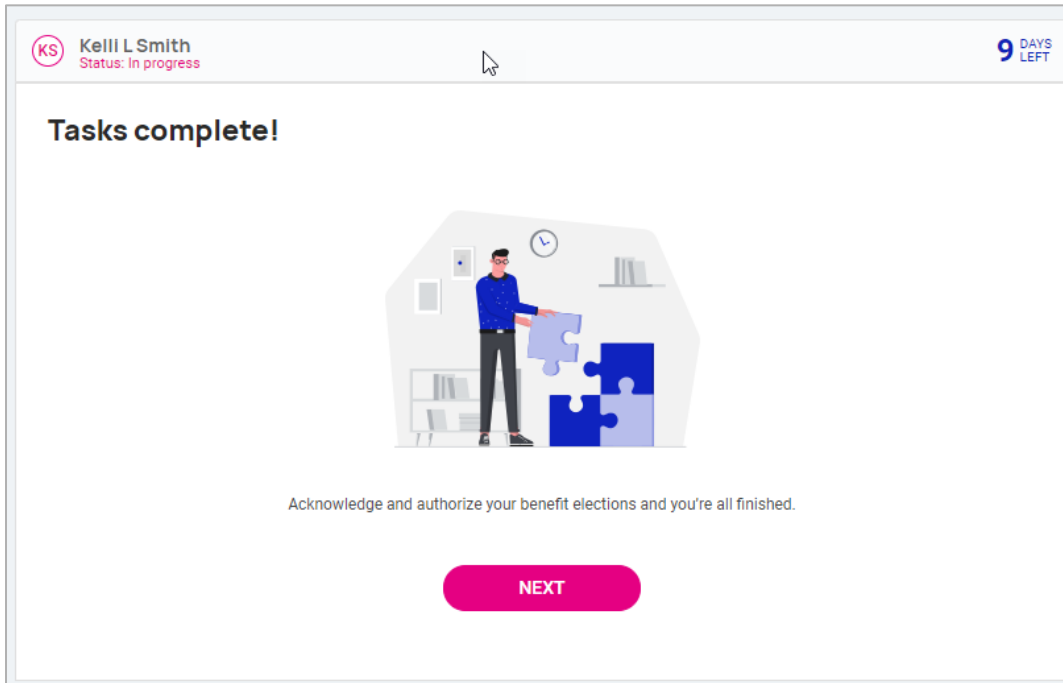 KS
Kelli L Smith
Status: In progress
9 DAYS LEFT
Tasks complete!
Acknowledge and authorize your benefit elections and you're all finished.
NEXT